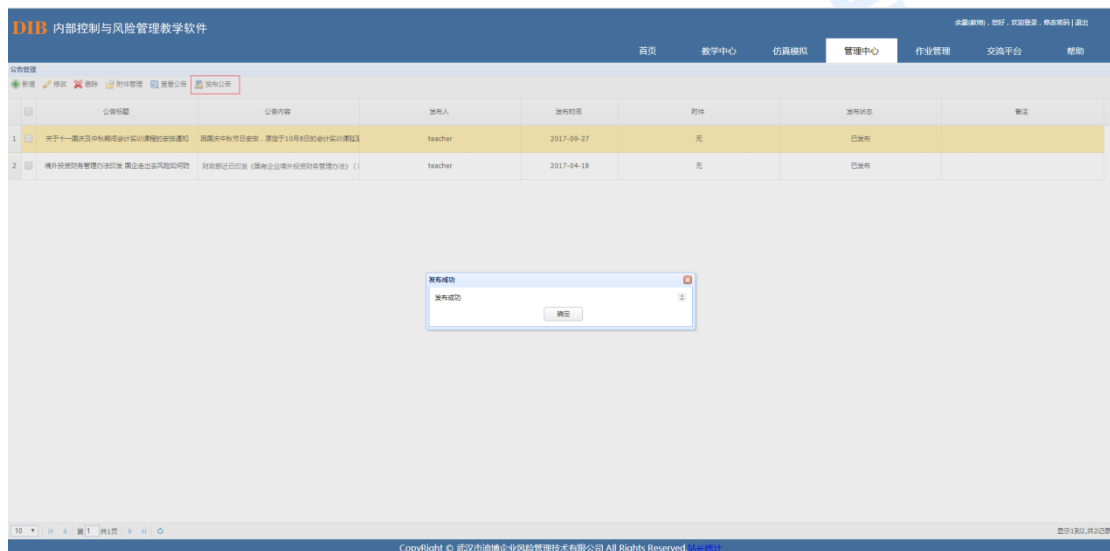 DIB 内部控制与风险管理教学软件
(教师)，您好，欢迎登录，修改密码 | 退出
首页 教学中心 仿真模拟 管理中心 作业管理 交流平台 帮助
公告管理
新增 修改 删除 附件管理 查看公告 发布公告
公告标题 公告内容 发布人 发布时间 附件 发布状态 备注
1 关于十一国庆及中秋期间会计实训课程的安排通知 因国庆中秋节日安排，原定于10月8日的会计实训课延至 teacher 2017-09-27 无 已发布
2 境外投资财务管理办法印发 国企走出去风险如何防 财政部近日印发《国有企业境外投资财务管理办法》（ teacher 2017-04-18 无 已发布
发布成功
发布成功
确定
10 第 1 共1页 显示1到2,共2记录
CopyRight © 武汉市迪博企业风险管理技术有限公司 All Rights Reserved 站长统计